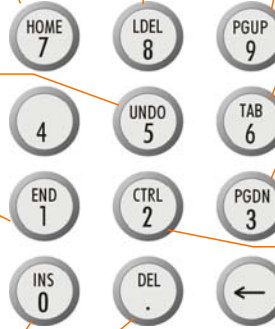 HOME LDEL PGUP
7 8 9
UNDO TAB
4 5 6
END CTRL PGDN
1 2 3
INS DEL
0 . ←